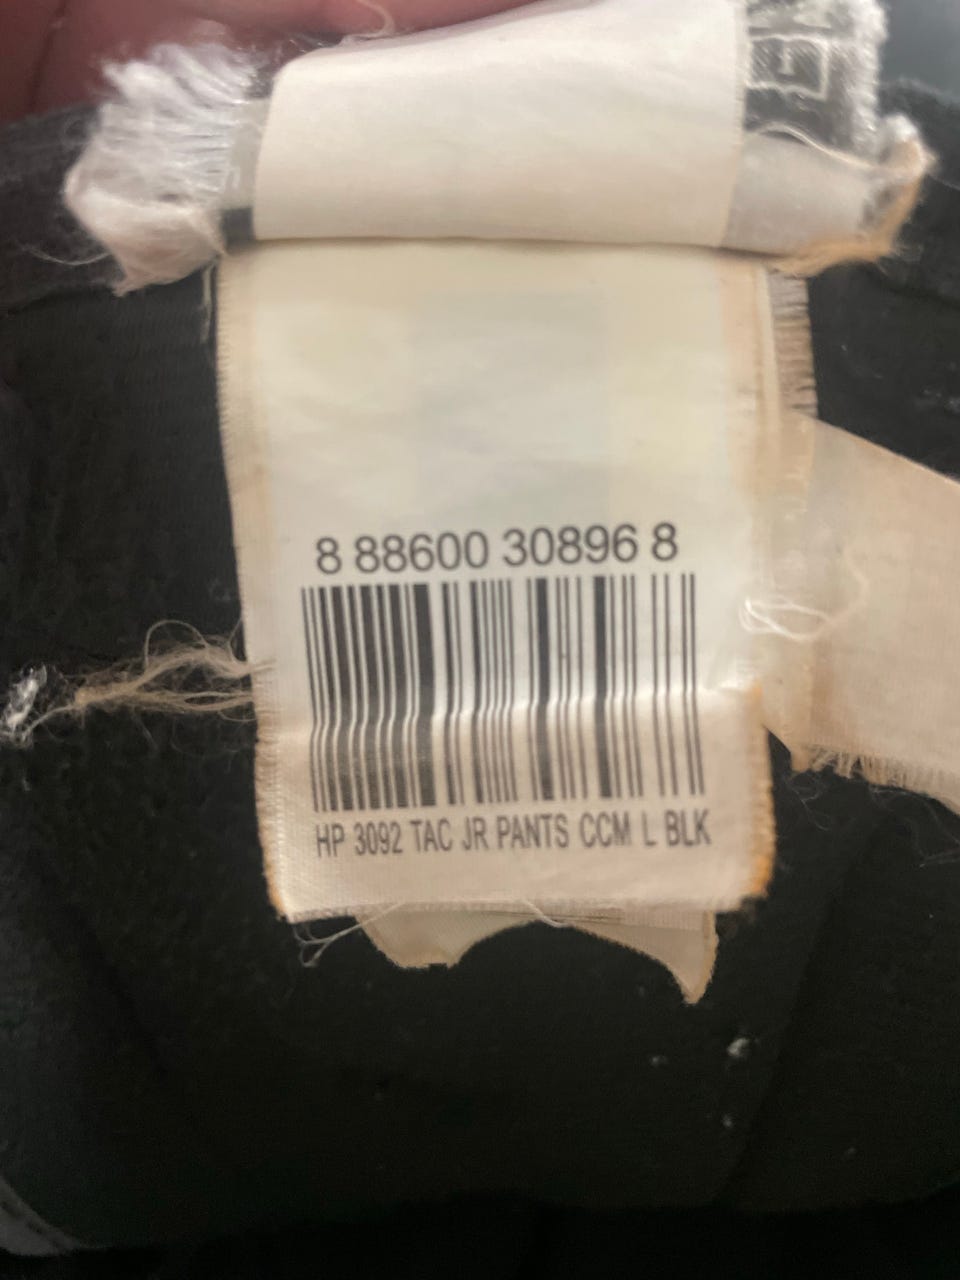 8 88600 30896 8
HP 3092 TAC JR PANTS CCM L BLK